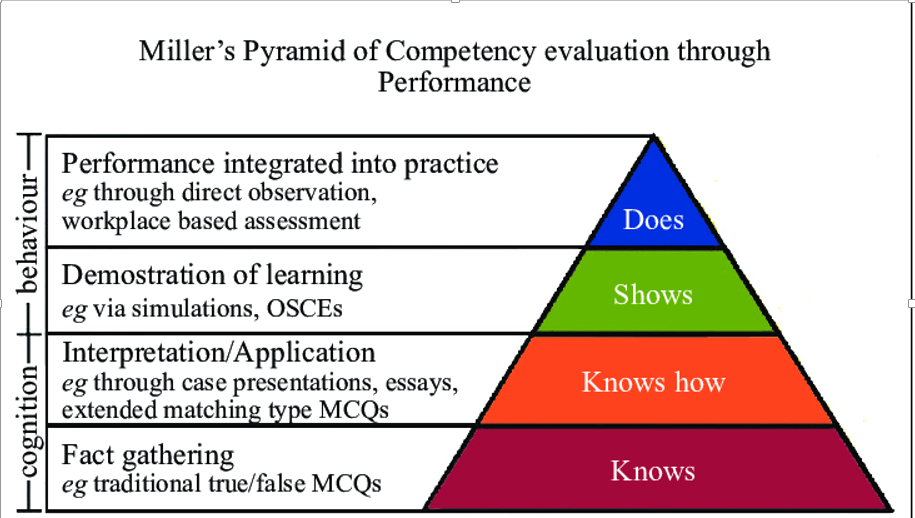 Miller's Pyramid of Competency evaluation through
Performance
behaviour
Performance integrated into practice
eg through direct observation,
workplace based assessment
Does
Demostration of learning
eg via simulations, OSCEs
Shows
cognition
Interpretation/Application
eg through case presentations, essays,
extended matching type MCQs
Knows how
Fact gathering
eg traditional true/false MCQs
Knows